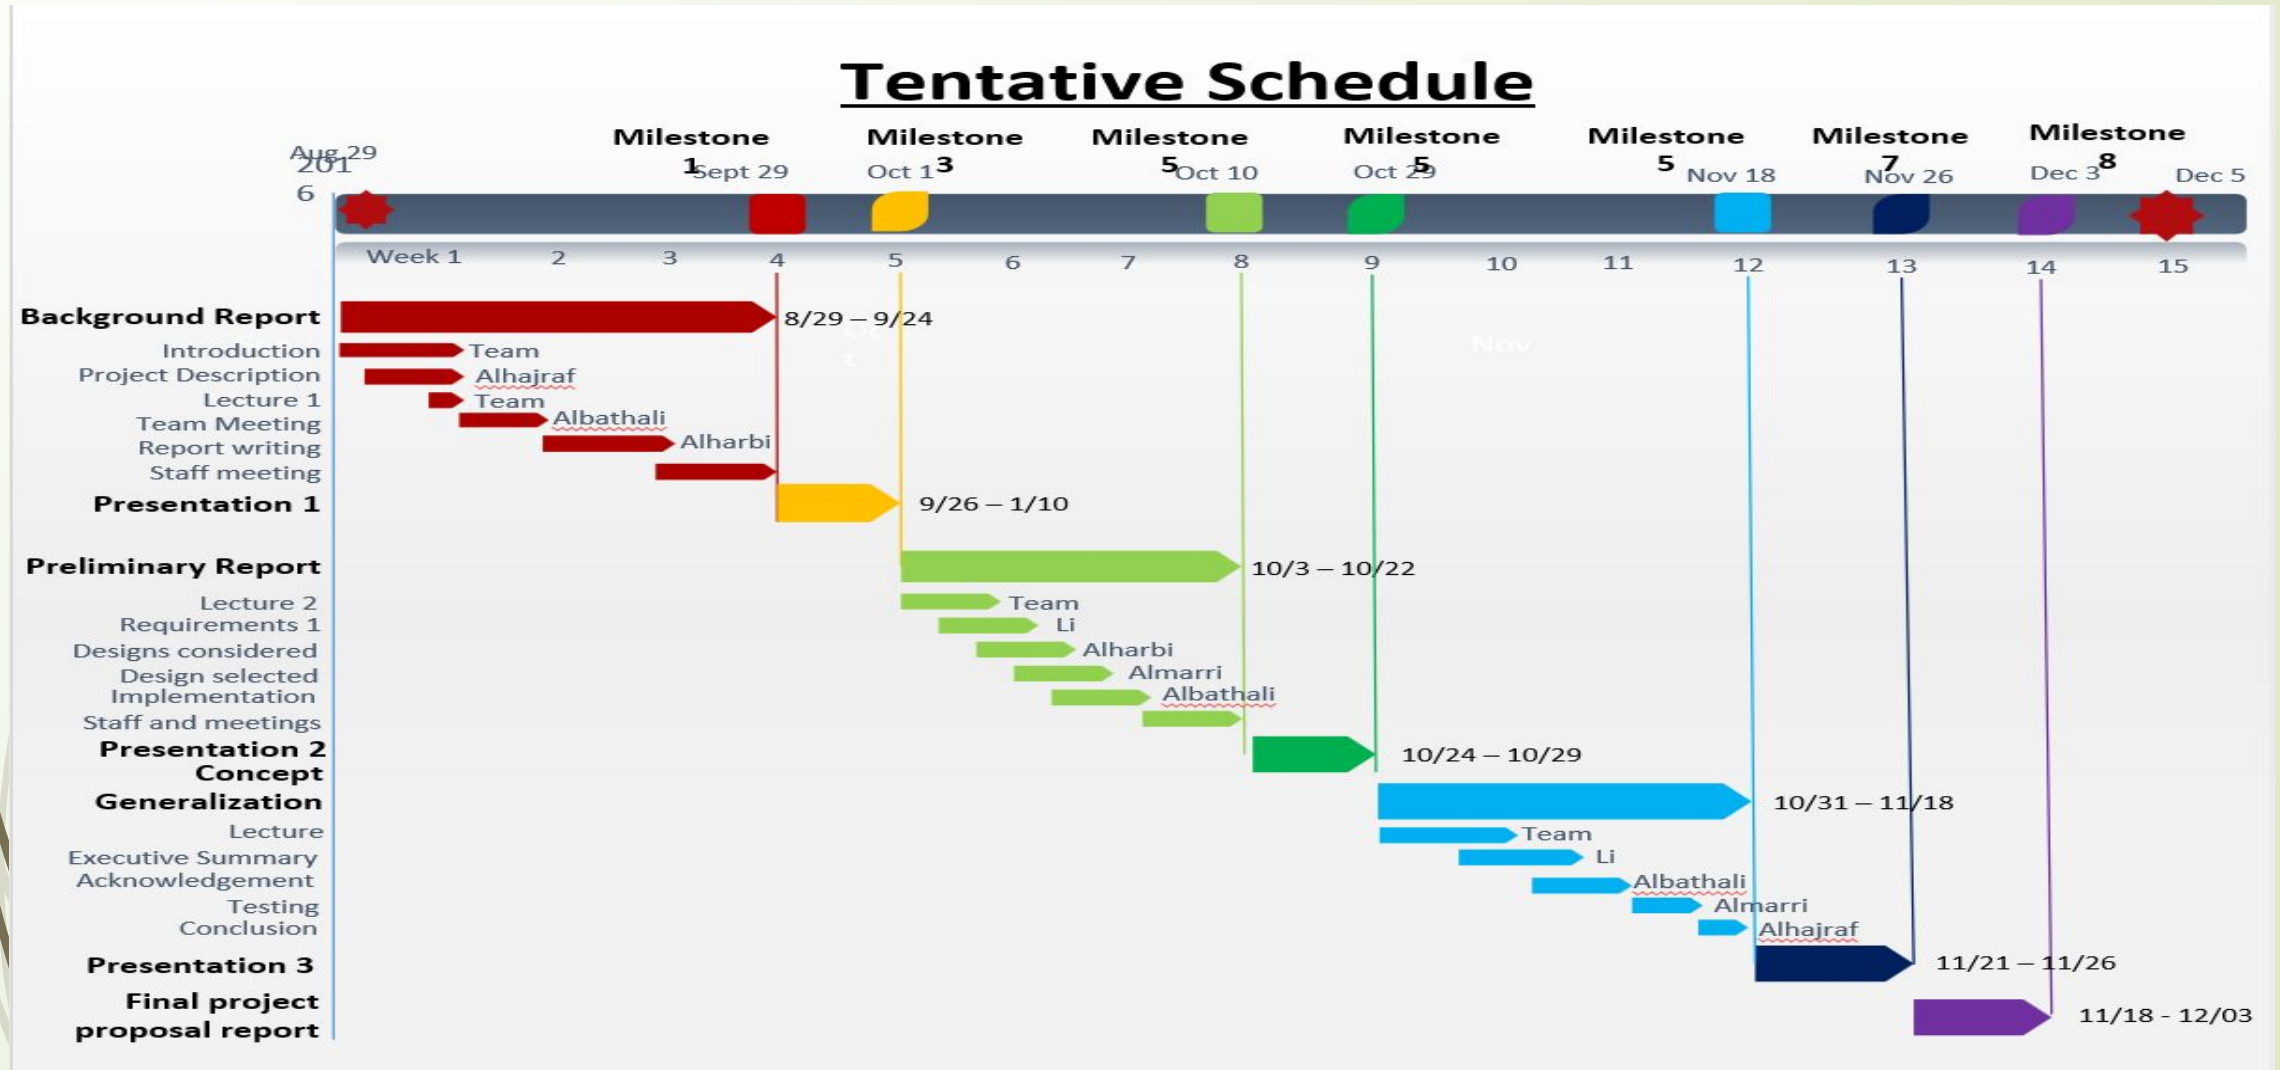 Tentative Schedule
Milestone 1
Milestone 3
Milestone 5
Milestone 5
Milestone 5
Milestone 7
Milestone 8
Aug 29
2016
Sept 29
Oct 1
Oct 10
Oct 29
Nov 18
Nov 26
Dec 3
Dec 5
Week 1 2 3 4 5 6 7 8 9 10 11 12 13 14 15
Background Report 8/29 – 9/24
Nov
Introduction Team
Project Description Alhajraf
Lecture 1 Team
Team Meeting Albathali
Report writing Alharbi
Staff meeting
Presentation 1 9/26 – 1/10
Preliminary Report 10/3 – 10/22
Lecture 2 Team
Requirements 1 Li
Designs considered Alharbi
Design selected Almarri
Implementation Albathali
Staff and meetings
Presentation 2 10/24 – 10/29
Concept
Generalization 10/31 – 11/18
Lecture Team
Executive Summary Li
Acknowledgement Albathali
Testing Almarri
Conclusion Alhajraf
Presentation 3 11/21 – 11/26
Final project
proposal report 11/18 - 12/03